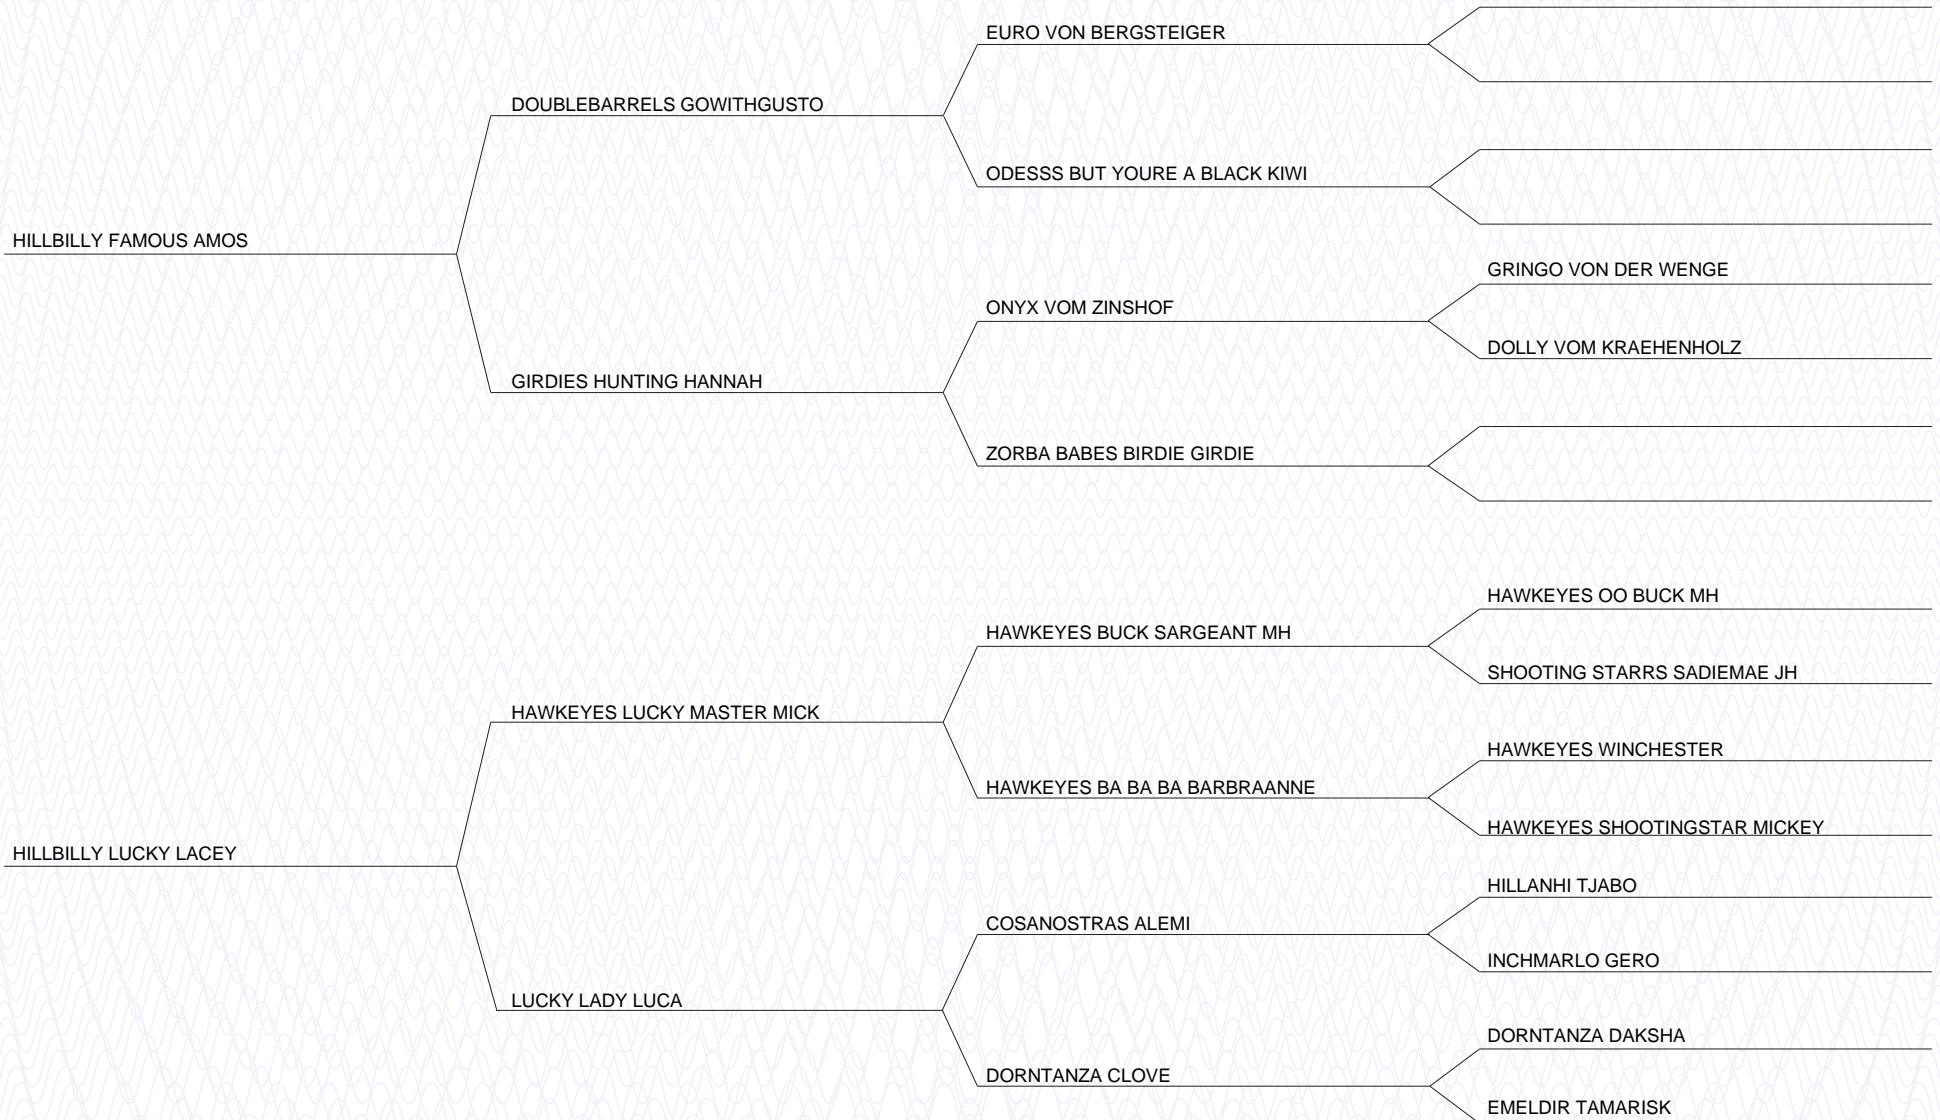 EURO VON BERGSTEIGER
DOUBLEBARRELS GOWITHGUSTO
ODESSS BUT YOURE A BLACK KIWI
HILLBILLY FAMOUS AMOS
GRINGO VON DER WENGE
ONYX VOM ZINSHOF
DOLLY VOM KRAEHENHOLZ
GIRDIES HUNTING HANNAH
ZORBA BABES BIRDIE GIRDIE
HAWKEYES OO BUCK MH
HAWKEYES BUCK SARGEANT MH
SHOOTING STARRS SADIEMAE JH
HAWKEYES LUCKY MASTER MICK
HAWKEYES WINCHESTER
HAWKEYES BA BA BA BARBRAANNE
HAWKEYES SHOOTINGSTAR MICKEY
HILLBILLY LUCKY LACEY
HILLANHI TJABO
COSANOSTRAS ALEMI
INCHMARLO GERO
LUCKY LADY LUCA
DORNTANZA DAKSHA
DORNTANZA CLOVE
EMELDIR TAMARISK